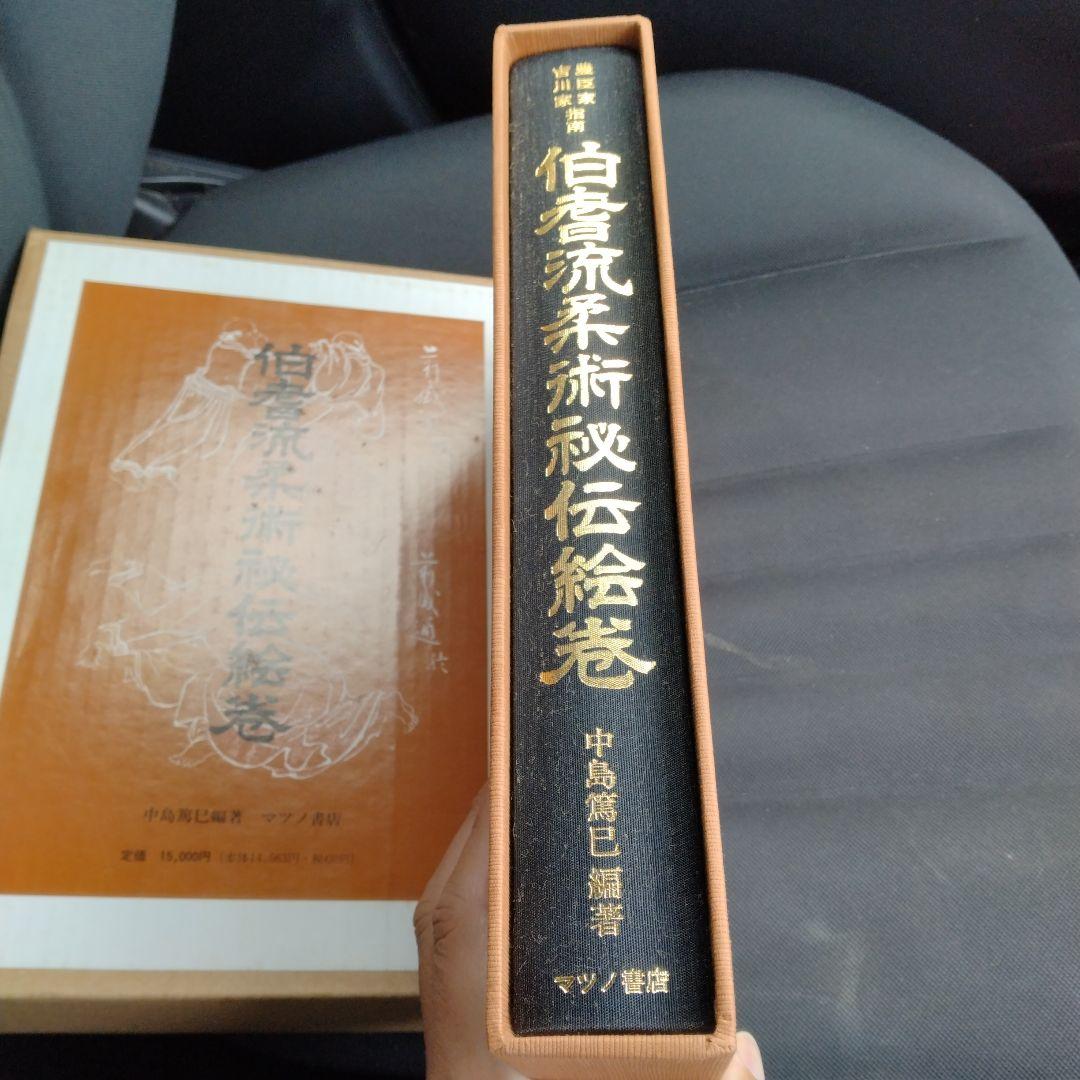 豊臣家
吉川家 指南
伯耆流柔術秘伝絵巻
中島篤巳 編著
マツノ書店
伯耆流柔術秘伝絵巻
中島篤巳編著 マツノ書店
定価 15,000円